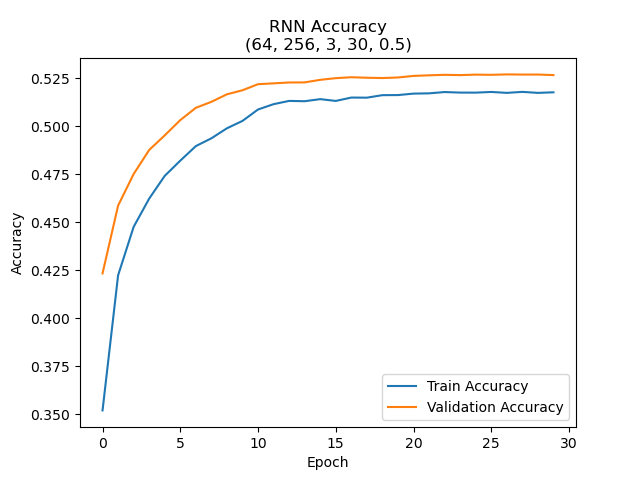 RNN Accuracy
(64, 256, 3, 30, 0.5)
0.525
0.500
0.475
0.450
0.425
0.400
0.375
0.350
Accuracy
Train Accuracy
Validation Accuracy
0 5 10 15 20 25 30
Epoch